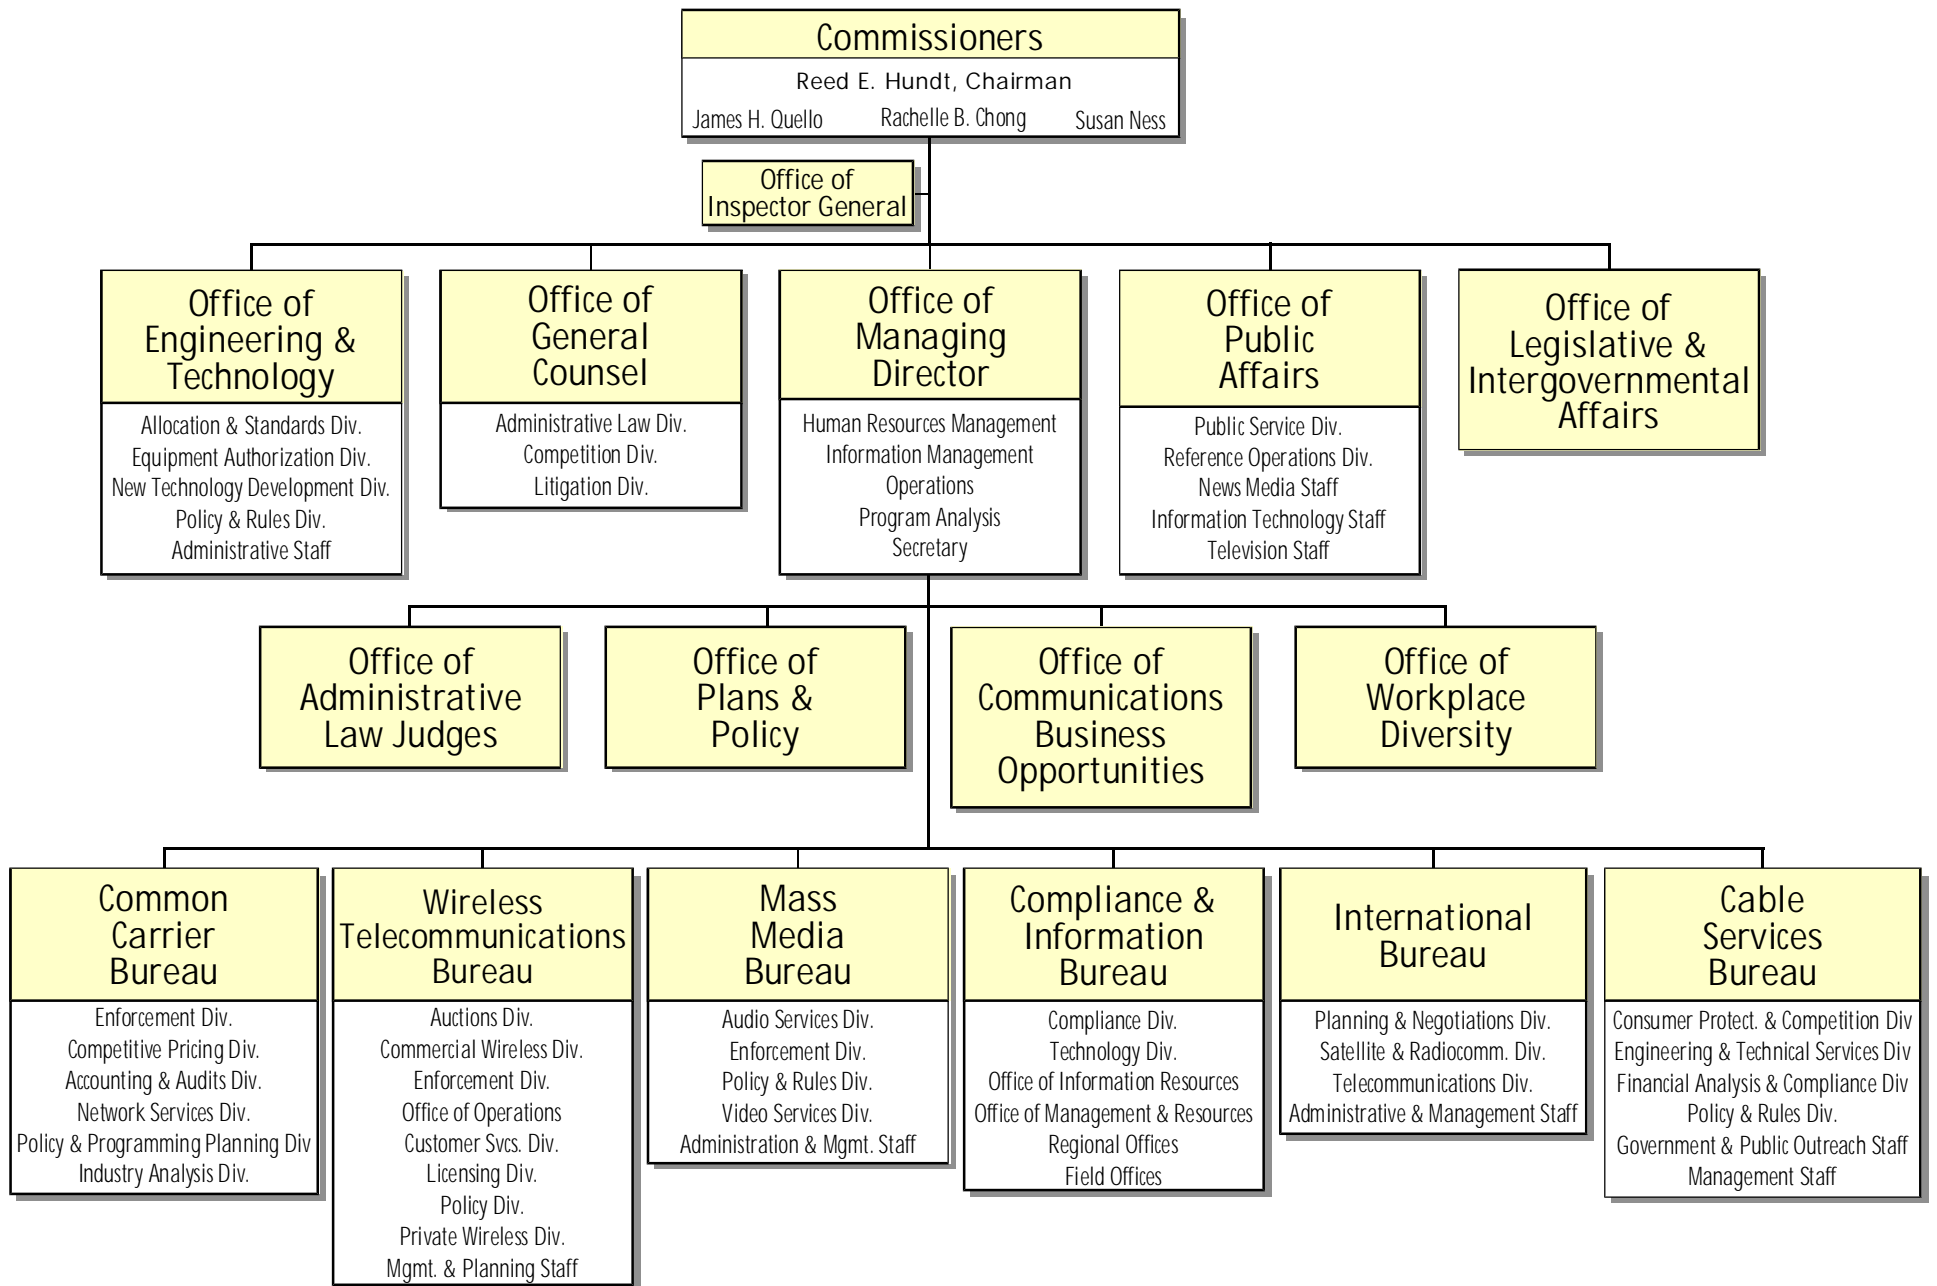 Commissioners
Reed E. Hundt, Chairman
James H. Quello
Rachelle B. Chong
Susan Ness
Office of
Inspector General
Office of
Engineering &
Technology
Allocation & Standards Div.
Equipment Authorization Div.
New Technology Development Div.
Policy & Rules Div.
Administrative Staff
Office of
General
Counsel
Administrative Law Div.
Competition Div.
Litigation Div.
Office of
Managing
Director
Human Resources Management
Information Management
Operations
Program Analysis
Secretary
Office of
Public
Affairs
Public Service Div.
Reference Operations Div.
News Media Staff
Information Technology Staff
Television Staff
Office of
Legislative &
Intergovernmental
Affairs
Office of
Administrative
Law Judges
Office of
Plans &
Policy
Office of
Communications
Business
Opportunities
Office of
Workplace
Diversity
Common
Carrier
Bureau
Enforcement Div.
Competitive Pricing Div.
Accounting & Audits Div.
Network Services Div.
Policy & Programming Planning Div
Industry Analysis Div.
Wireless
Telecommunications
Bureau
Auctions Div.
Commercial Wireless Div.
Enforcement Div.
Office of Operations
Customer Svcs. Div.
Licensing Div.
Policy Div.
Private Wireless Div.
Mgmt. & Planning Staff
Mass
Media
Bureau
Audio Services Div.
Enforcement Div.
Policy & Rules Div.
Video Services Div.
Administration & Mgmt. Staff
Compliance &
Information
Bureau
Compliance Div.
Technology Div.
Office of Information Resources
Office of Management & Resources
Regional Offices
Field Offices
International
Bureau
Planning & Negotiations Div.
Satellite & Radiocomm. Div.
Telecommunications Div.
Administrative & Management Staff
Cable
Services
Bureau
Consumer Protect. & Competition Div
Engineering & Technical Services Div
Financial Analysis & Compliance Div
Policy & Rules Div.
Government & Public Outreach Staff
Management Staff